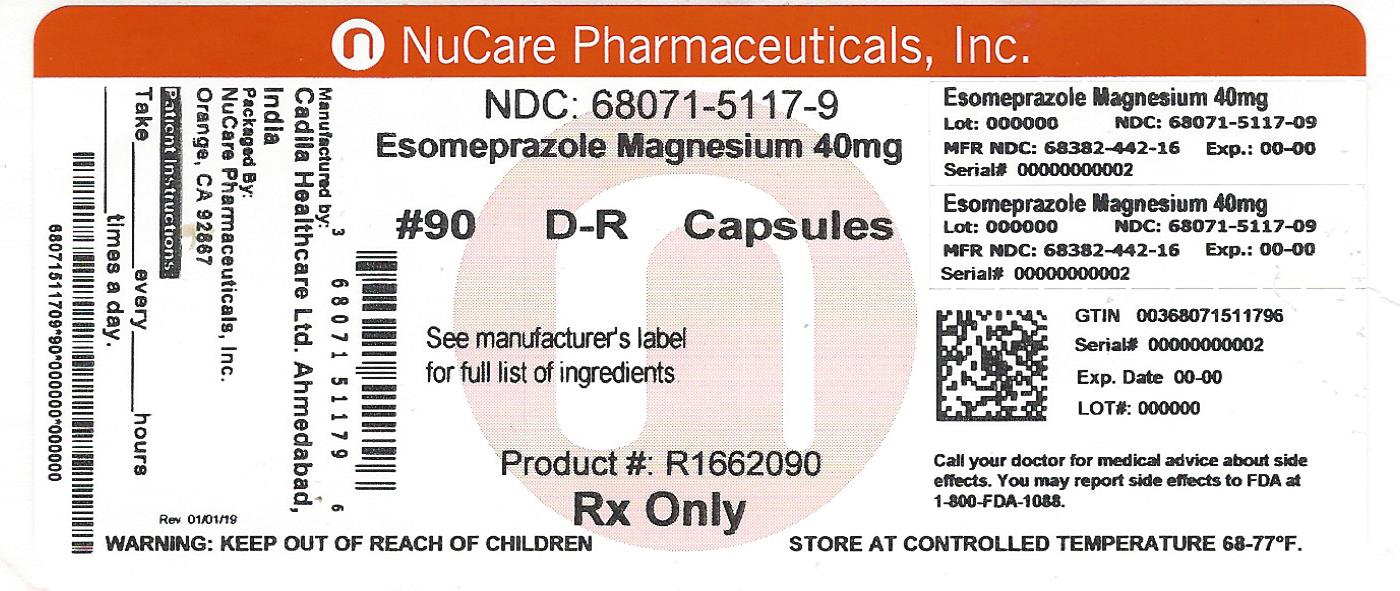 NuCare Pharmaceuticals, Inc.
NDC: 68071-5117-9
Esomeprazole Magnesium 40mg
#90 D-R Capsules
See manufacturer's label
for full list of ingredients
Product #: R1662090
Rx Only
Manufactured by:
Cadila Healthcare Ltd. Ahmedabad,
India
Packaged By:
NuCare Pharmaceuticals, Inc.
Orange, CA 92867
Patient Instructions
Take ______ every ______ hours
______ times a day.
3 68071 51179 6
68071511709*90*000000*000000
Rev 01/01/19
Esomeprazole Magnesium 40mg
Lot: 000000 NDC: 68071-5117-09
MFR NDC: 68382-442-16 Exp.: 00-00
Serial# 00000000002
Esomeprazole Magnesium 40mg
Lot: 000000 NDC: 68071-5117-09
MFR NDC: 68382-442-16 Exp.: 00-00
Serial# 00000000002
GTIN 00368071511796
Serial# 00000000002
Exp. Date 00-00
LOT#: 000000
Call your doctor for medical advice about side
effects. You may report side effects to FDA at
1-800-FDA-1088.
WARNING: KEEP OUT OF REACH OF CHILDREN
STORE AT CONTROLLED TEMPERATURE 68-77°F.